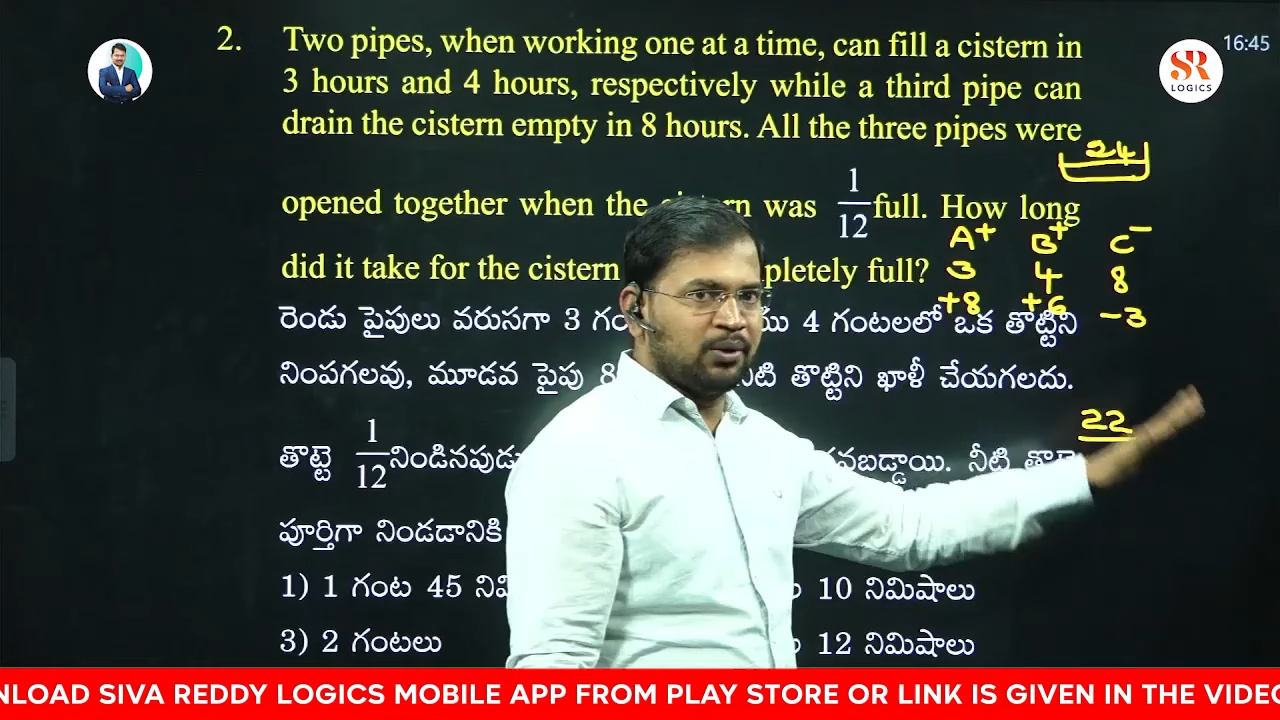 2. Two pipes, when working one at a time, can fill a cistern in
3 hours and 4 hours, respectively while a third pipe can
drain the cistern empty in 8 hours. All the three pipes were
opened together when the was 1/12 full. How long
did it take for the cistern full?
16:45
SR
LOGICS
24
A+ B+ C-
3 4 8
+8 +6 -3
22
రెండు పైపులు వరుసగా 3 4 గంటలలో ఒక తొట్టిని
నింపగలవు, మూడవ పైపు 8 తొట్టిని ఖాళీ చేయగలదు.
తొట్టె 1/12 నిండినపుడు నీటి
పూర్తిగా నిండడానికి
1) 1 గంట 45 10 నిమిషాలు
3) 2 గంటలు 12 నిమిషాలు
NLOAD SIVA REDDY LOGICS MOBILE APP FROM PLAY STORE OR LINK IS GIVEN IN THE VIDEO